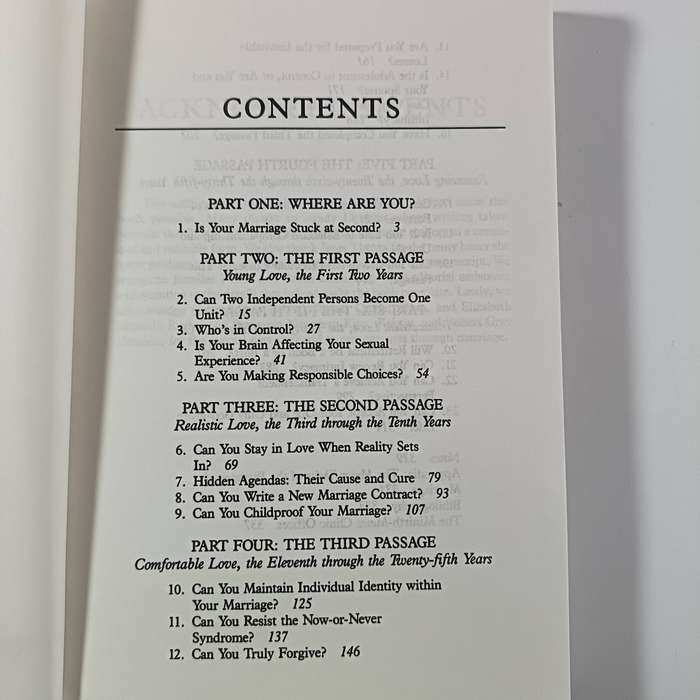 CONTENTS
PART ONE: WHERE ARE YOU?
1. Is Your Marriage Stuck at Second? 3
PART TWO: THE FIRST PASSAGE
Young Love, the First Two Years
2. Can Two Independent Persons Become One
Unit? 15
3. Who's in Control? 27
4. Is Your Brain Affecting Your Sexual
Experience? 41
5. Are You Making Responsible Choices? 54
PART THREE: THE SECOND PASSAGE
Realistic Love, the Third through the Tenth Years
6. Can You Stay in Love When Reality Sets
In? 69
7. Hidden Agendas: Their Cause and Cure 79
8. Can You Write a New Marriage Contract? 93
9. Can You Childproof Your Marriage? 107
PART FOUR: THE THIRD PASSAGE
Comfortable Love, the Eleventh through the Twenty-fifth Years
10. Can You Maintain Individual Identity within
Your Marriage? 125
11. Can You Resist the Now-or-Never
Syndrome? 137
12. Can You Truly Forgive? 146